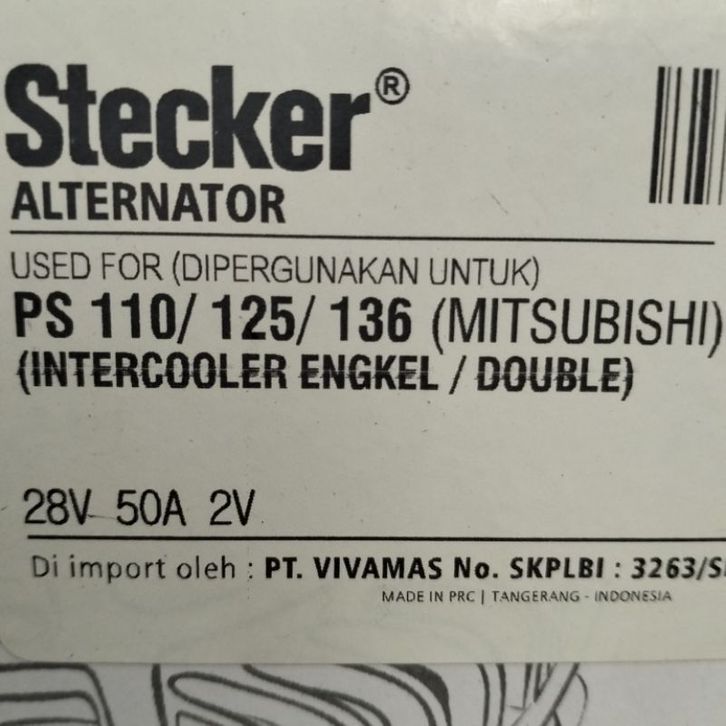 Stecker®
ALTERNATOR
USED FOR (DIPERGUNAKAN UNTUK)
PS 110/ 125/ 136 (MITSUBISHI)
(INTERCOOLER ENGKEL / DOUBLE)
28V 50A 2V
Di import oleh : PT. VIVAMAS No. SKPLBI : 3263/S
MADE IN PRC | TANGERANG - INDONESIA